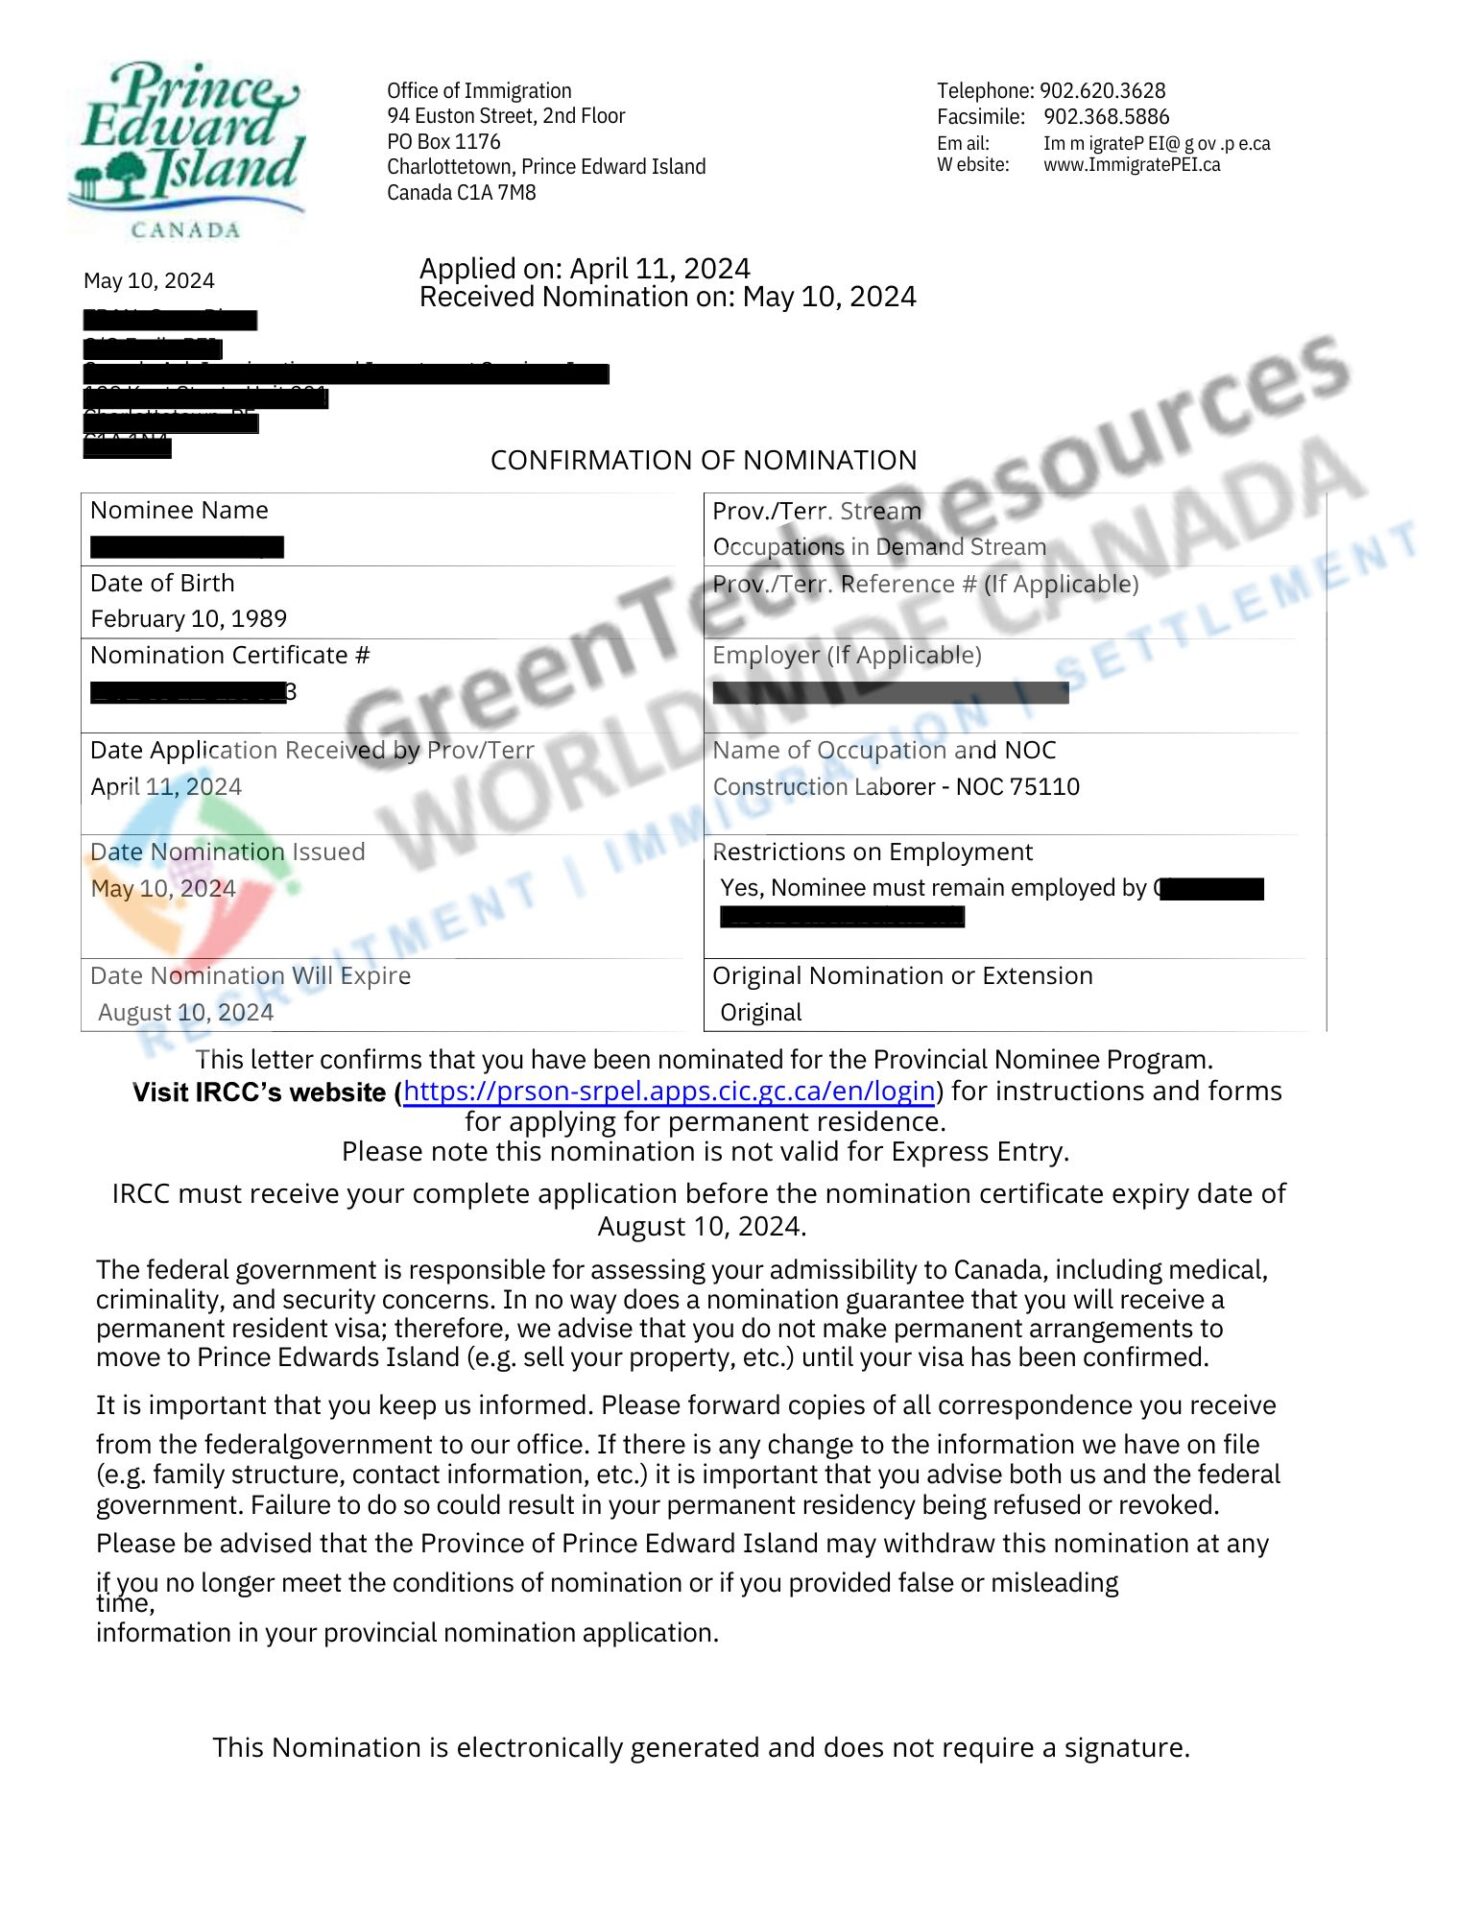 Prince
Edward
Island
CANADA
Office of Immigration
94 Euston Street, 2nd Floor
PO Box 1176
Charlottetown, Prince Edward Island
Canada C1A 7M8
Telephone: 902.620.3628
Facsimile: 902.368.5886
Em ail: Im m igrateP EI@ g ov .p e.ca
W ebsite: www.ImmigratePEI.ca
May 10, 2024
Applied on: April 11, 2024
Received Nomination on: May 10, 2024
CONFIRMATION OF NOMINATION
Nominee Name
Date of Birth
February 10, 1989
Nomination Certificate #
3
Date Application Received by Prov/Terr
April 11, 2024
Date Nomination Issued
May 10, 2024
Date Nomination Will Expire
August 10, 2024
Prov./Terr. Stream
Occupations in Demand Stream
Prov./Terr. Reference # (If Applicable)
Employer (If Applicable)
Name of Occupation and NOC
Construction Laborer - NOC 75110
Restrictions on Employment
Yes, Nominee must remain employed by
Original Nomination or Extension
Original
GreenTech Resources
WORLDWIDE CANADA
RECRUITMENT | IMMIGRATION | SETTLEMENT
This letter confirms that you have been nominated for the Provincial Nominee Program.
Visit IRCC’s website (https://prson-srpel.apps.cic.gc.ca/en/login) for instructions and forms
for applying for permanent residence.
Please note this nomination is not valid for Express Entry.
IRCC must receive your complete application before the nomination certificate expiry date of
August 10, 2024.
The federal government is responsible for assessing your admissibility to Canada, including medical,
criminality, and security concerns. In no way does a nomination guarantee that you will receive a
permanent resident visa; therefore, we advise that you do not make permanent arrangements to
move to Prince Edwards Island (e.g. sell your property, etc.) until your visa has been confirmed.
It is important that you keep us informed. Please forward copies of all correspondence you receive
from the federalgovernment to our office. If there is any change to the information we have on file
(e.g. family structure, contact information, etc.) it is important that you advise both us and the federal
government. Failure to do so could result in your permanent residency being refused or revoked.
Please be advised that the Province of Prince Edward Island may withdraw this nomination at any
if you no longer meet the conditions of nomination or if you provided false or misleading
time,
information in your provincial nomination application.
This Nomination is electronically generated and does not require a signature.